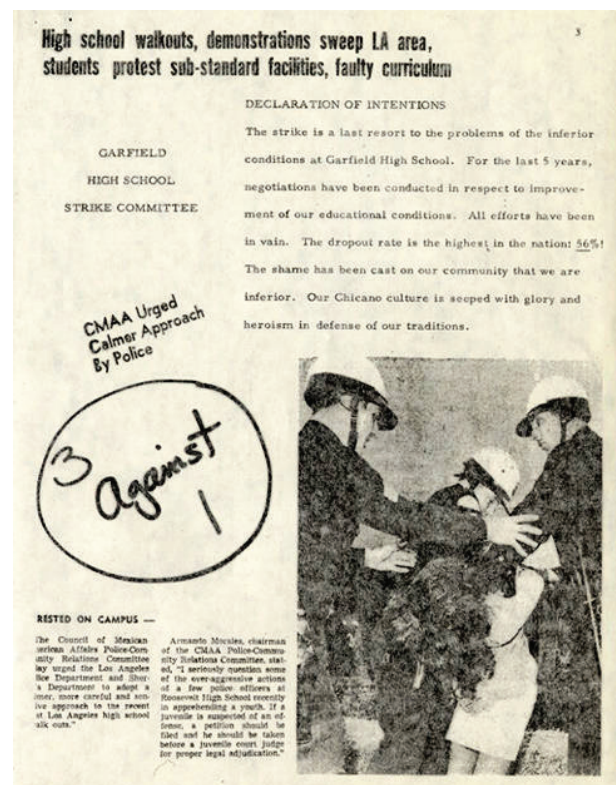 3
High school walkouts, demonstrations sweep LA area,
students protest sub-standard facilities, faulty curriculum
GARFIELD
HIGH SCHOOL
STRIKE COMMITTEE
DECLARATION OF INTENTIONS
The strike is a last resort to the problems of the inferior
conditions at Garfield High School. For the last 5 years,
negotiations have been conducted in respect to improve-
ment of our educational conditions. All efforts have been
in vain. The dropout rate is the highest in the nation: 56%!
The shame has been cast on our community that we are
inferior. Our Chicano culture is seeped with glory and
heroism in defense of our traditions.
CMAA Urged
Calmer Approach
By Police
3 Against 1
RESTED ON CAMPUS —
The Council of Mexican
erican Affairs Police-Com-
nity Relations Committee
lay urged the Los Angeles
lice Department and Sher-
's Department to adopt a
mer, more careful and sen-
ive approach to the recent
st Los Angeles high school
alk outs."
Armando Morales, chairman
of the CMAA Police-Commu-
nity Relations Committee, stat-
ed, "I seriously question some
of the over-aggressive actions
of a few police officers at
Roosevelt High School recently
in apprehending a youth. If a
juvenile is suspected of an of-
fense, a petition should be
filed and he should be taken
before a juvenile court judge
for proper legal adjudication."